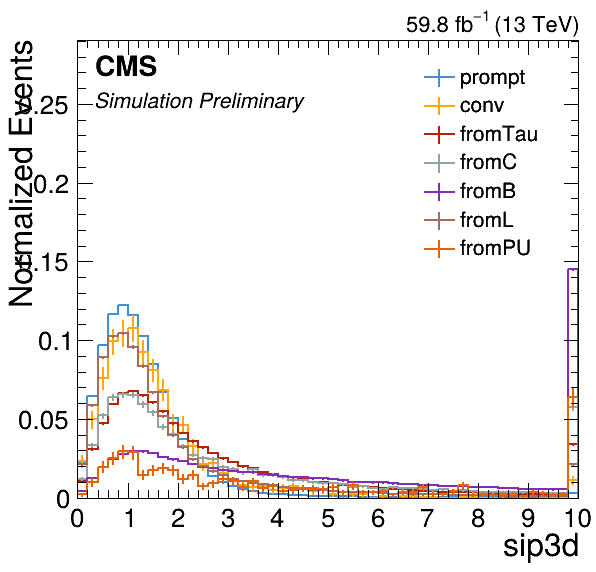 59.8 fb⁻¹ (13 TeV)
CMS
Simulation Preliminary
Normalized Events
prompt
conv
fromTau
fromC
fromB
fromL
fromPU
0.25
0.2
0.15
0.1
0.05
0
0 1 2 3 4 5 6 7 8 9 10
sip3d